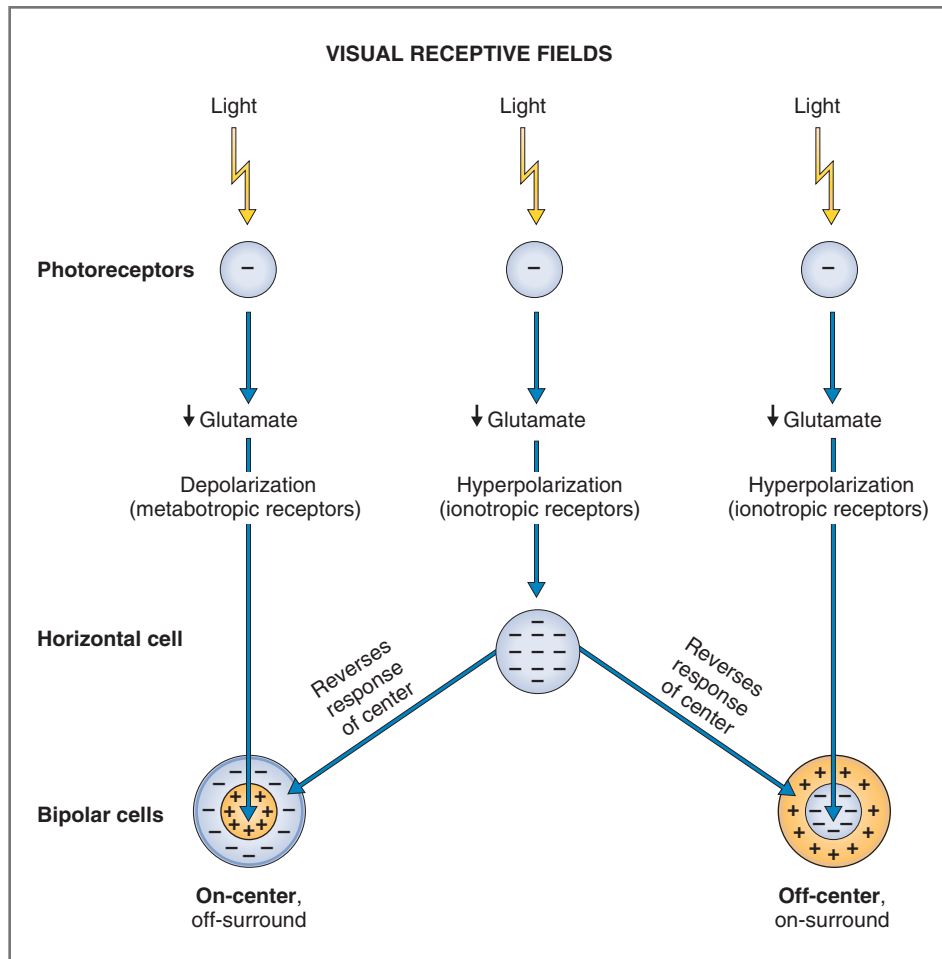 VISUAL RECEPTIVE FIELDS
Light
Light
Light
Photoreceptors
−
−
−
↓ Glutamate
↓ Glutamate
↓ Glutamate
Depolarization
(metabotropic receptors)
Hyperpolarization
(ionotropic receptors)
Hyperpolarization
(ionotropic receptors)
Horizontal cell
Reverses
response
of center
Reverses
response
of center
Bipolar cells
On-center,
off-surround
Off-center,
on-surround